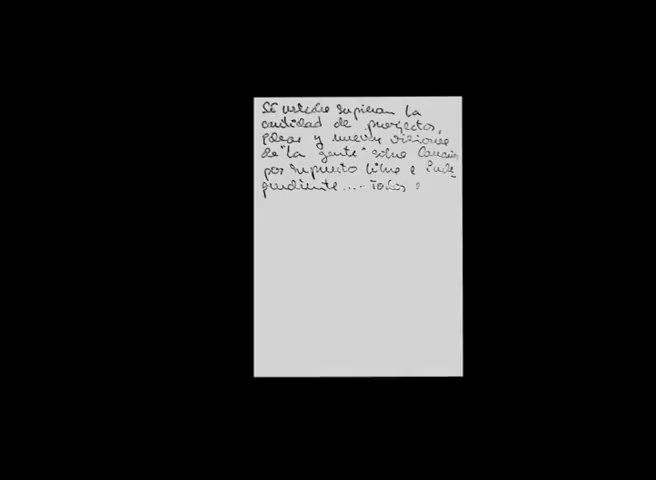 Si ustedes supieran la
cantidad de proyectos,
Ideas y nuevas visiones
de "la gente" sobre Canarias
por supuesto libre e inde-
pendiente.... Todos